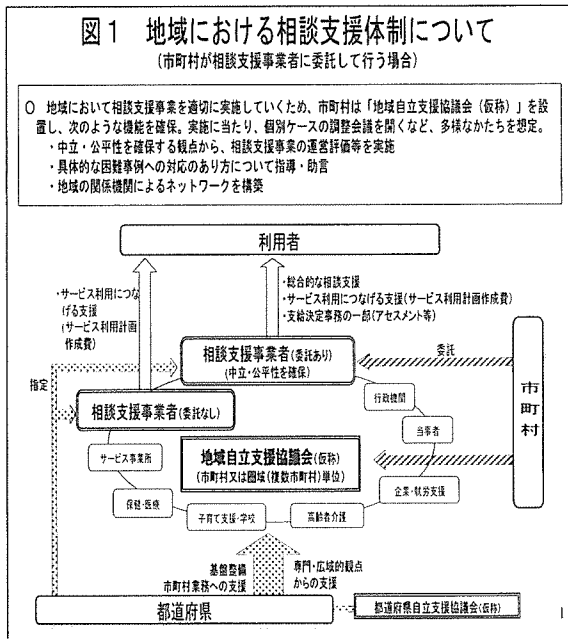 図1 地域における相談支援体制について
(市町村が相談支援事業者に委託して行う場合)
○ 地域において相談支援事業を適切に実施していくため、市町村は「地域自立支援協議会(仮称)」を設
置し、次のような機能を確保。実施に当たり、個別ケースの調整会議を開くなど、多様なかたちを想定。
・中立・公平性を確保する観点から、相談支援事業の運営評価等を実施
・具体的な困難事例への対応のあり方について指導・助言
・地域の関係機関によるネットワークを構築
利用者
・サービス利用につな
げる支援
(サービス利用計画
作成費)
・総合的な相談支援
・サービス利用につなげる支援(サービス利用計画作成費)
・支給決定事務の一部(アセスメント等)
相談支援事業者(委託あり)
(中立・公平性を確保)
委託
市町村
指定
相談支援事業者(委託なし)
行政機関
当事者
サービス事業所
地域自立支援協議会(仮称)
(市町村又は圏域(複数市町村)単位)
企業・就労支援
保健・医療
子育て支援・学校
高齢者介護
基盤整備
市町村業務への支援
専門・広域的観点
からの支援
都道府県
都道府県自立支援協議会(仮称)
1